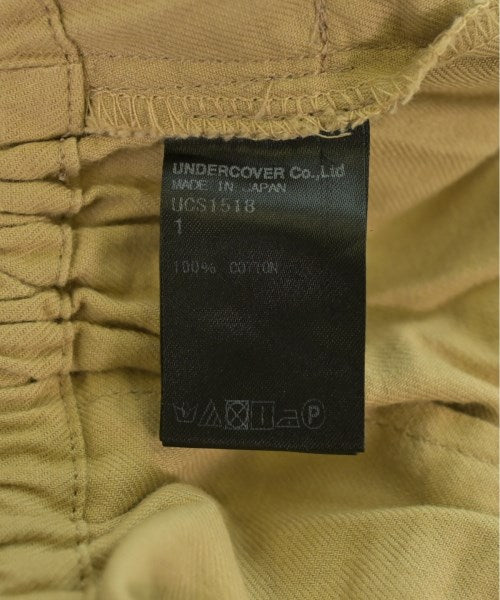 UNDERCOVER Co.,Ltd
MADE IN JAPAN
UCS1518
1
100% COTTON
P